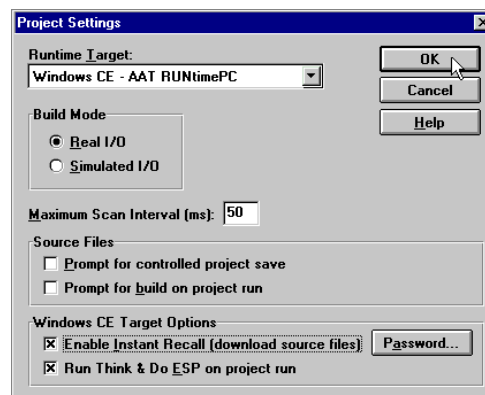 Project Settings
Runtime Target:
Windows CE - AAT RUNtimePC
OK
Cancel
Help
Build Mode
Real I/O
Simulated I/O
Maximum Scan Interval (ms): 50
Source Files
Prompt for controlled project save
Prompt for build on project run
Windows CE Target Options
Enable Instant Recall (download source files)
Password...
Run Think & Do ESP on project run